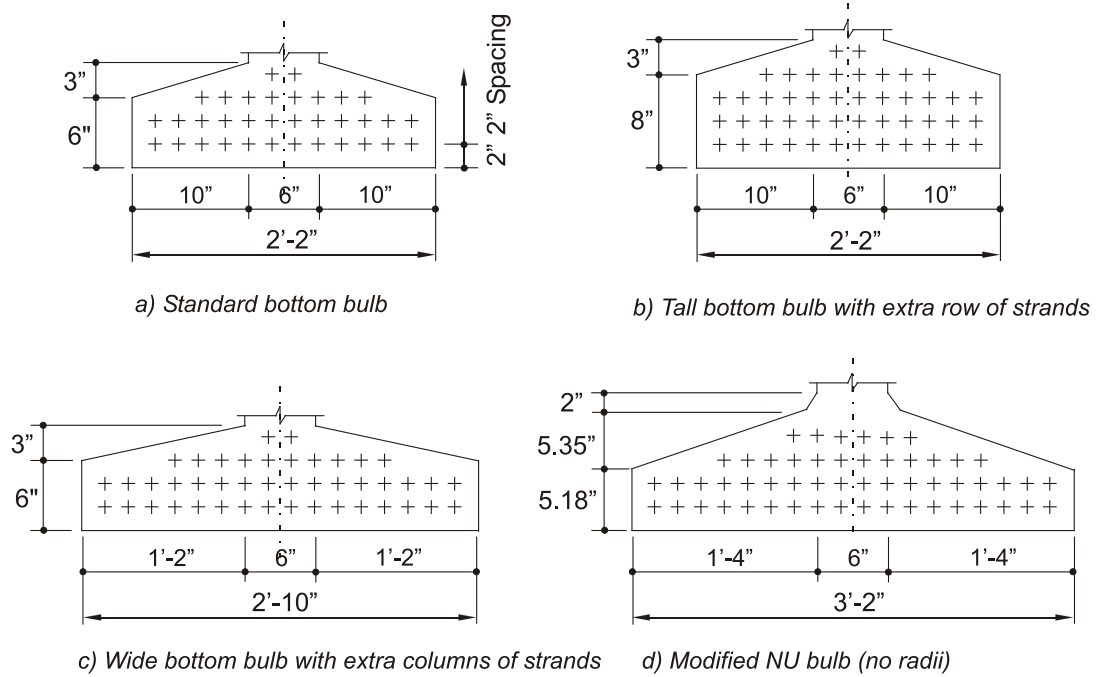 3”
6"
2” 2” Spacing
10” 6” 10”
2’-2”
a) Standard bottom bulb
3”
8”
10” 6” 10”
2’-2”
b) Tall bottom bulb with extra row of strands
3”
6"
1’-2” 6” 1’-2”
2’-10”
c) Wide bottom bulb with extra columns of strands
2”
5.35”
5.18”
1’-4” 6” 1’-4”
3’-2”
d) Modified NU bulb (no radii)